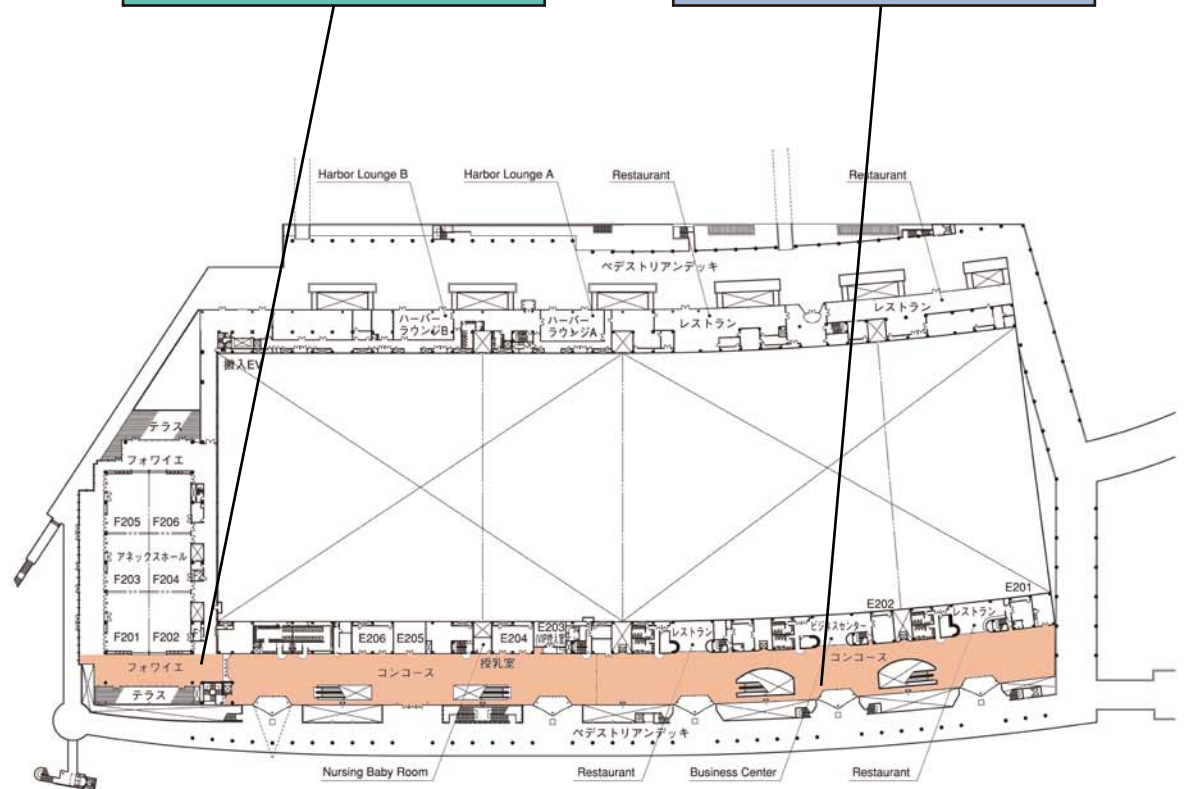 Harbor Lounge B
Harbor Lounge A
Restaurant
Restaurant
ペデストリアンデッキ
ハーバー
ラウンジB
ハーバー
ラウンジA
レストラン
レストラン
搬入EV
テラス
フォワイエ
F205 F206
アネックスホール
F203 F204
F201 F202
フォワイエ
テラス
E206
E205
E204
E203
レストラン
E202
ビジネスセンター
レストラン
E201
コンコース
授乳室
コンコース
ペデストリアンデッキ
Nursing Baby Room
Restaurant
Business Center
Restaurant